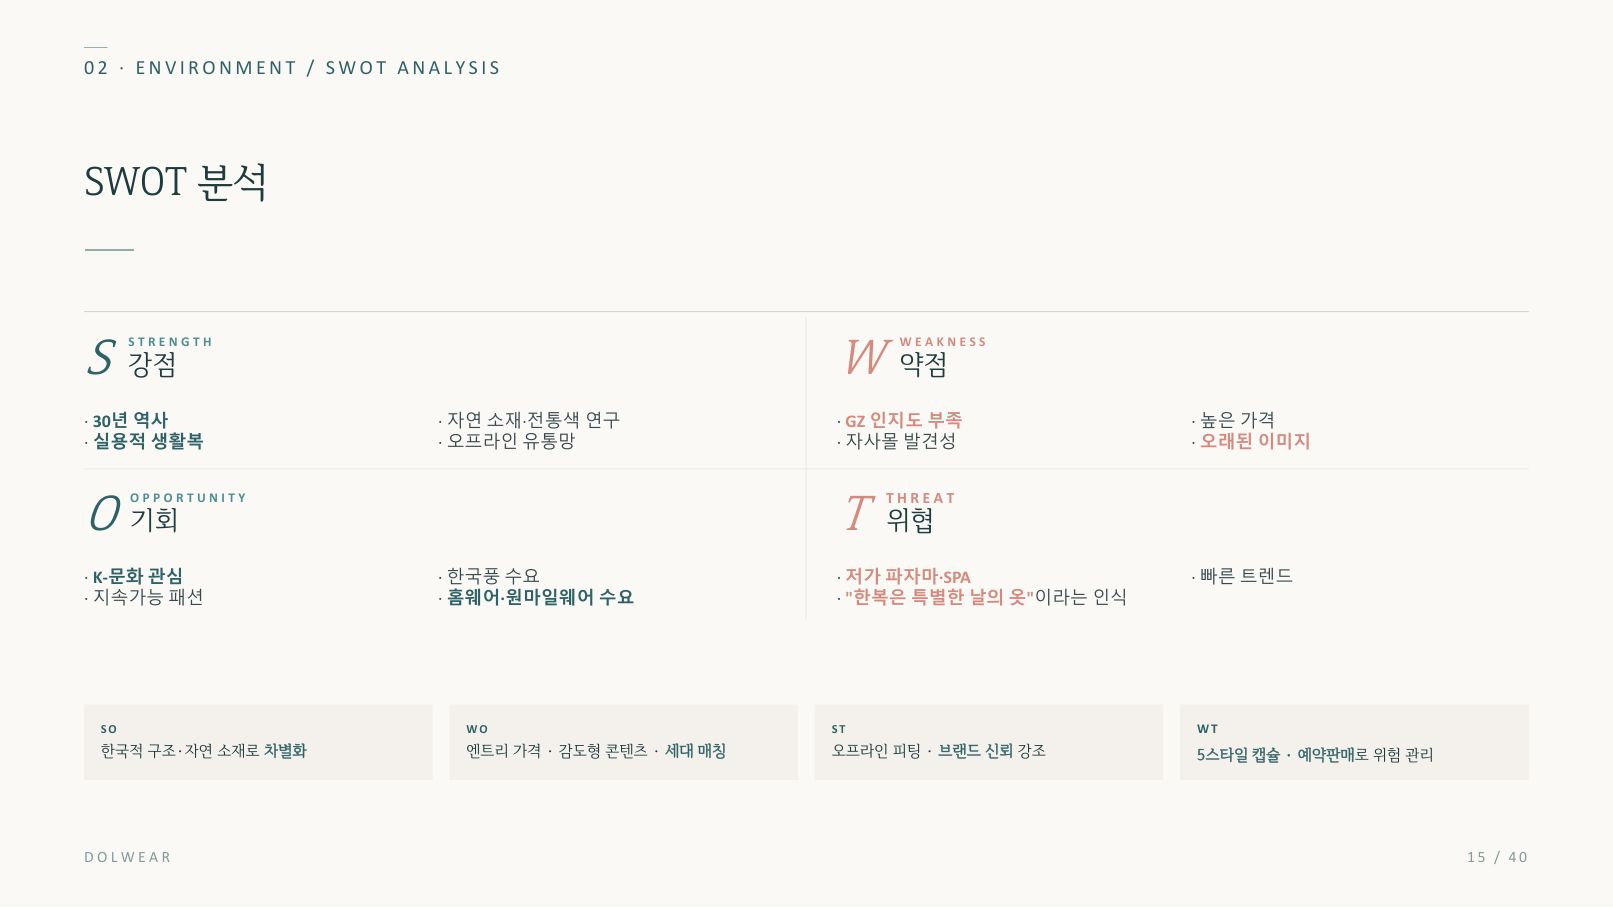 02 · ENVIRONMENT / SWOT ANALYSIS
SWOT 분석
S STRENGTH
강점
· 30년 역사
· 실용적 생활복
· 자연 소재·전통색 연구
· 오프라인 유통망
W WEAKNESS
약점
· GZ 인지도 부족
· 자사몰 발견성
· 높은 가격
· 오래된 이미지
O OPPORTUNITY
기회
· K-문화 관심
· 지속가능 패션
· 한국풍 수요
· 홈웨어·원마일웨어 수요
T THREAT
위협
· 저가 파자마·SPA
· "한복은 특별한 날의 옷"이라는 인식
· 빠른 트렌드
SO
한국적 구조·자연 소재로 차별화
WO
엔트리 가격 · 감도형 콘텐츠 · 세대 매칭
ST
오프라인 피팅 · 브랜드 신뢰 강조
WT
5스타일 캡슐 · 예약판매로 위험 관리
DOLWEAR
15 / 40